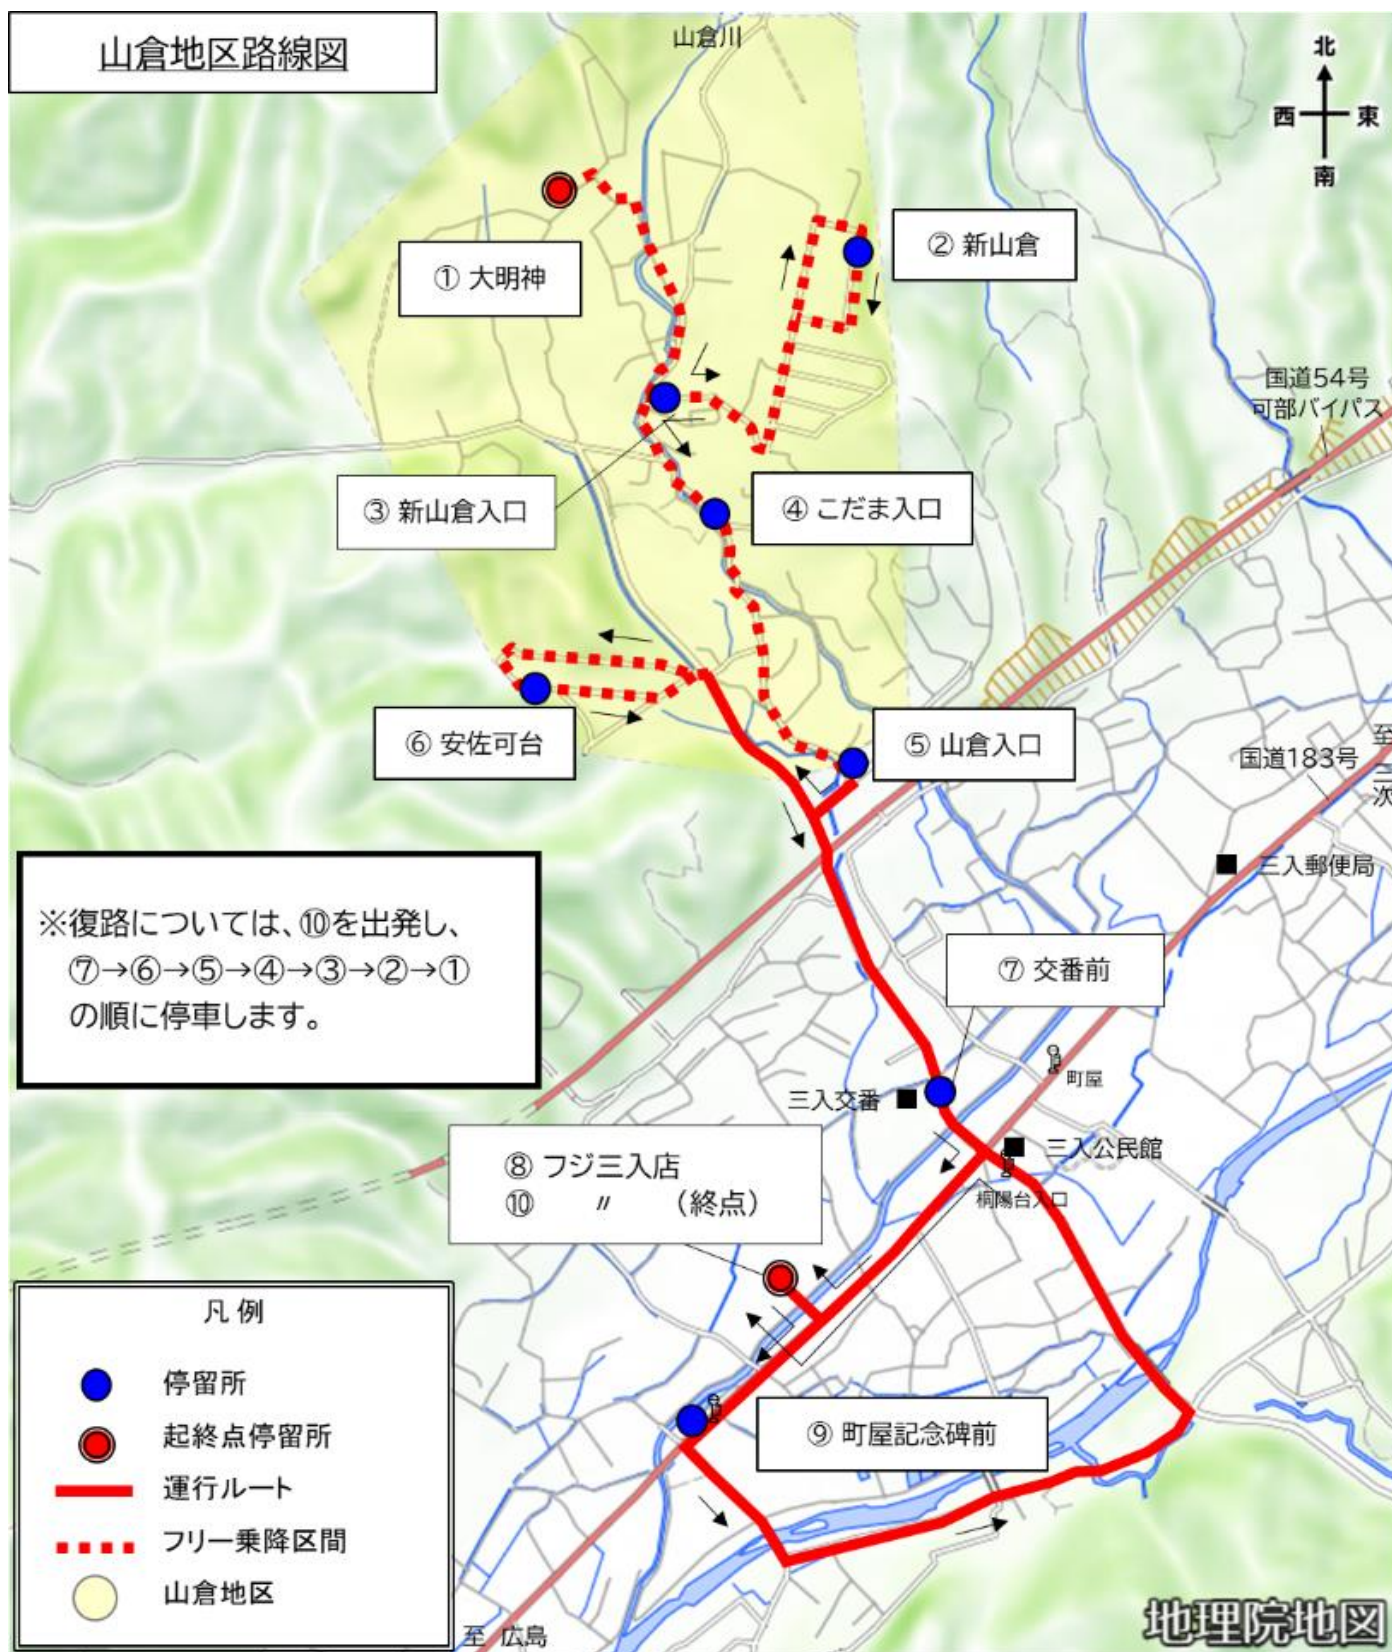 山倉地区路線図
山倉川
北
西 東
南
① 大明神
② 新山倉
国道54号
可部バイパス
③ 新山倉入口
④ こだま入口
⑥ 安佐可台
⑤ 山倉入口
国道183号
至
三
次
三入郵便局
※復路については、⑩を出発し、
⑦→⑥→⑤→④→③→②→①
の順に停車します。
⑦ 交番前
町屋
三入交番
三入公民館
桐陽台入口
⑧ フジ三入店
⑩ 〃 (終点)
⑨ 町屋記念碑前
凡 例
停留所
起終点停留所
運行ルート
フリー乗降区間
山倉地区
至 広島
地理院地図